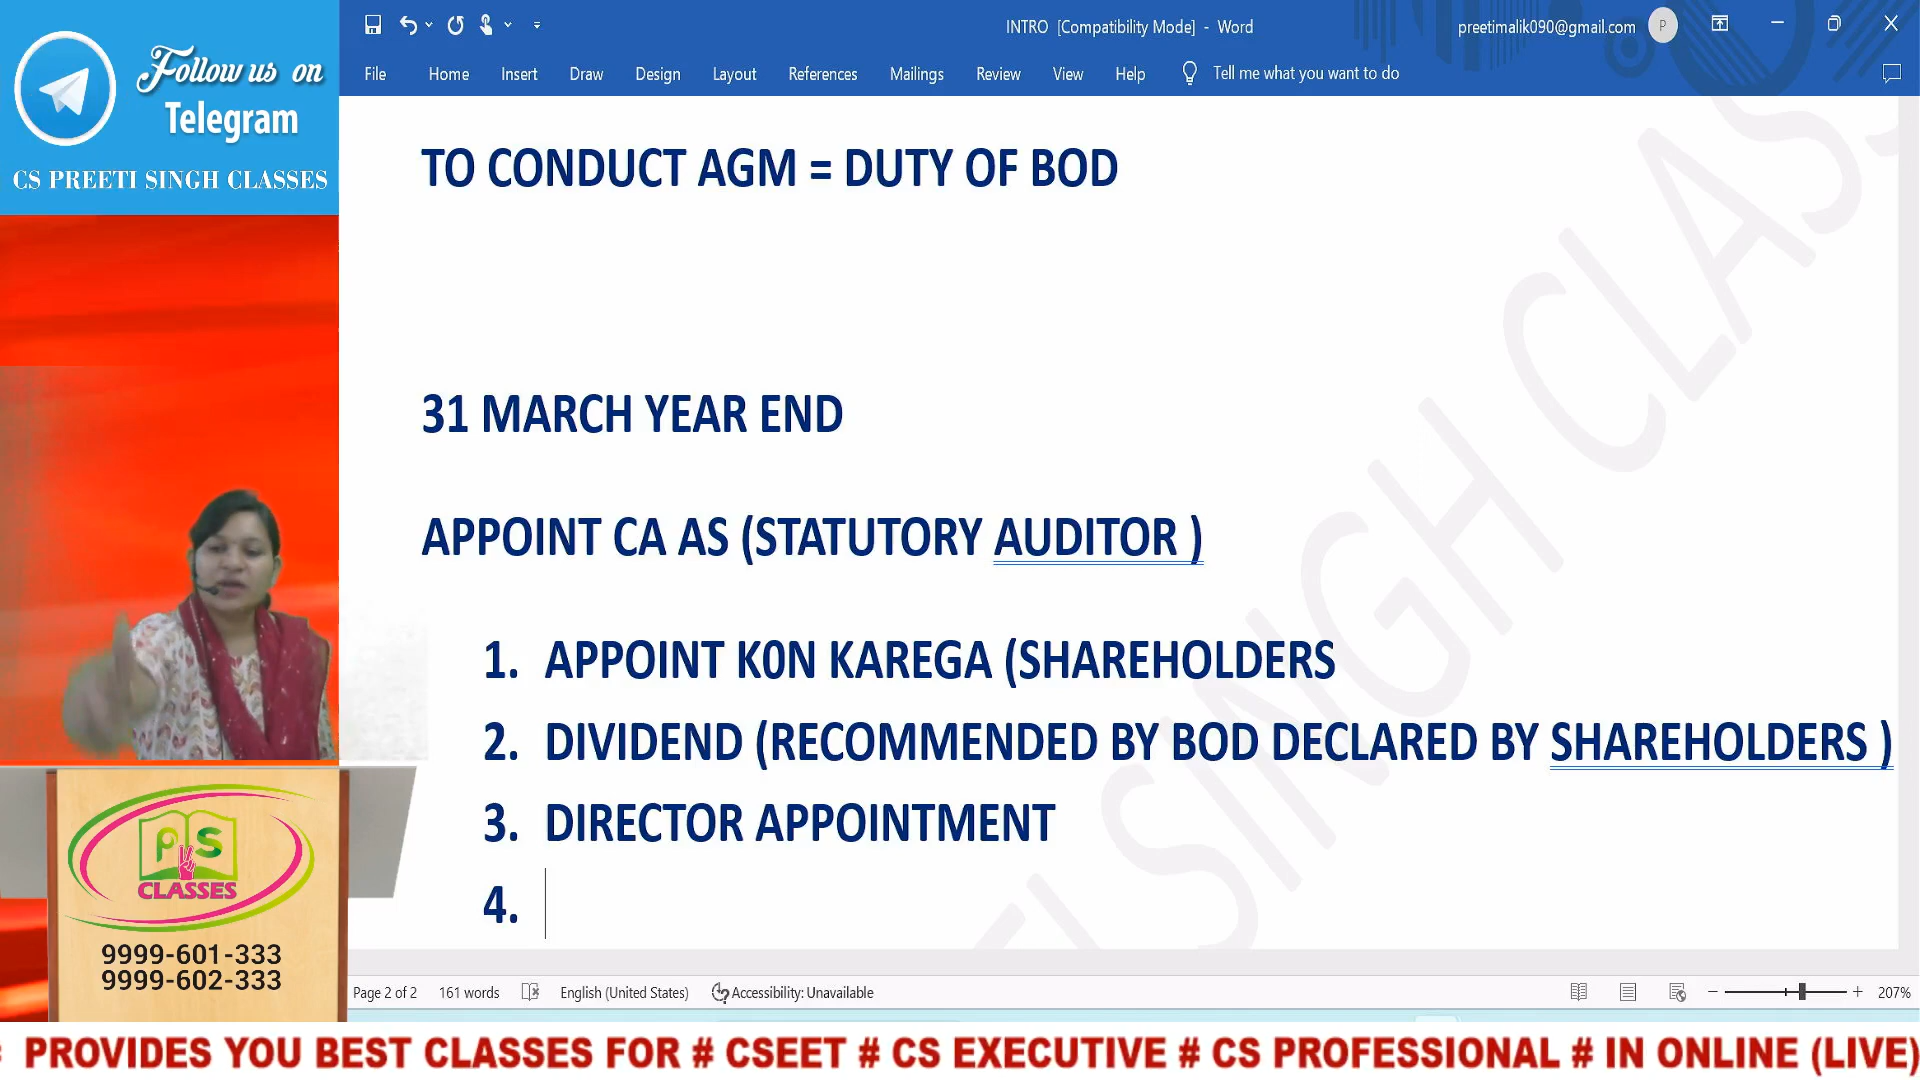 Follow us on
Telegram
CS PREETI SINGH CLASSES
INTRO [Compatibility Mode] - Word
preetimalik090@gmail.com
P
File Home Insert Draw Design Layout References Mailings Review View Help Tell me what you want to do
TO CONDUCT AGM = DUTY OF BOD
31 MARCH YEAR END
APPOINT CA AS (STATUTORY AUDITOR )
1. APPOINT K0N KAREGA (SHAREHOLDERS
2. DIVIDEND (RECOMMENDED BY BOD DECLARED BY SHAREHOLDERS )
3. DIRECTOR APPOINTMENT
4.
SINGH CLASS
PS
CLASSES
9999-601-333
9999-602-333
Page 2 of 2 161 words English (United States) Accessibility: Unavailable 207%
PROVIDES YOU BEST CLASSES FOR # CSEET # CS EXECUTIVE # CS PROFESSIONAL # IN ONLINE (LIVE)